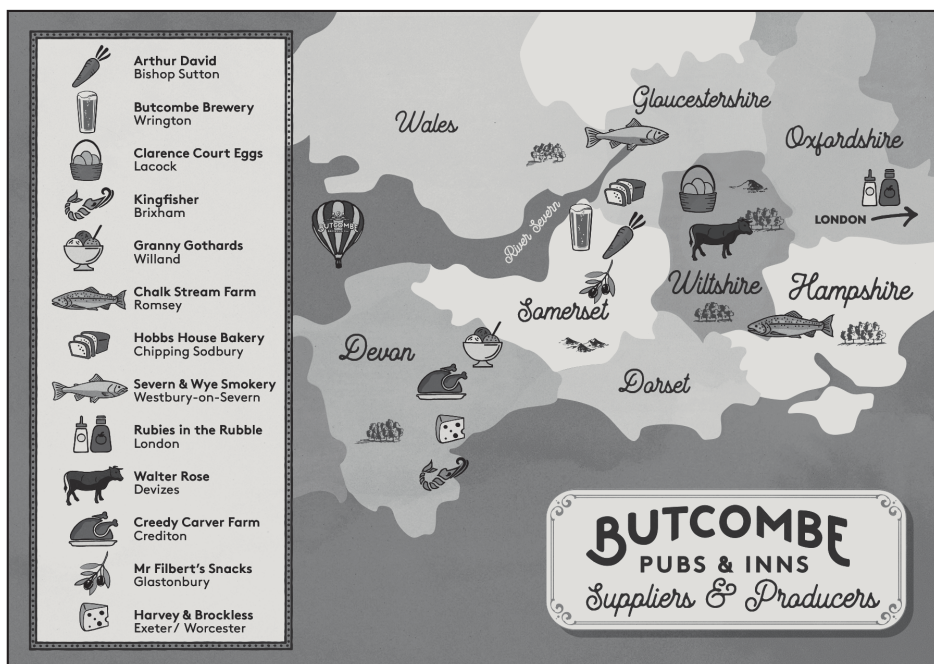 Arthur David
Bishop Sutton
Butcombe Brewery
Wrington
Clarence Court Eggs
Lacock
Kingfisher
Brixham
Granny Gothards
Willand
Chalk Stream Farm
Romsey
Hobbs House Bakery
Chipping Sodbury
Severn & Wye Smokery
Westbury-on-Severn
Rubies in the Rubble
London
Walter Rose
Devizes
Creedy Carver Farm
Crediton
Mr Filbert's Snacks
Glastonbury
Harvey & Brockless
Exeter/ Worcester
Wales
Gloucestershire
Oxfordshire
LONDON
BUTCOMBE
River Severn
Somerset
Wiltshire
Hampshire
Devon
Dorset
BUTCOMBE
PUBS & INNS
Suppliers & Producers